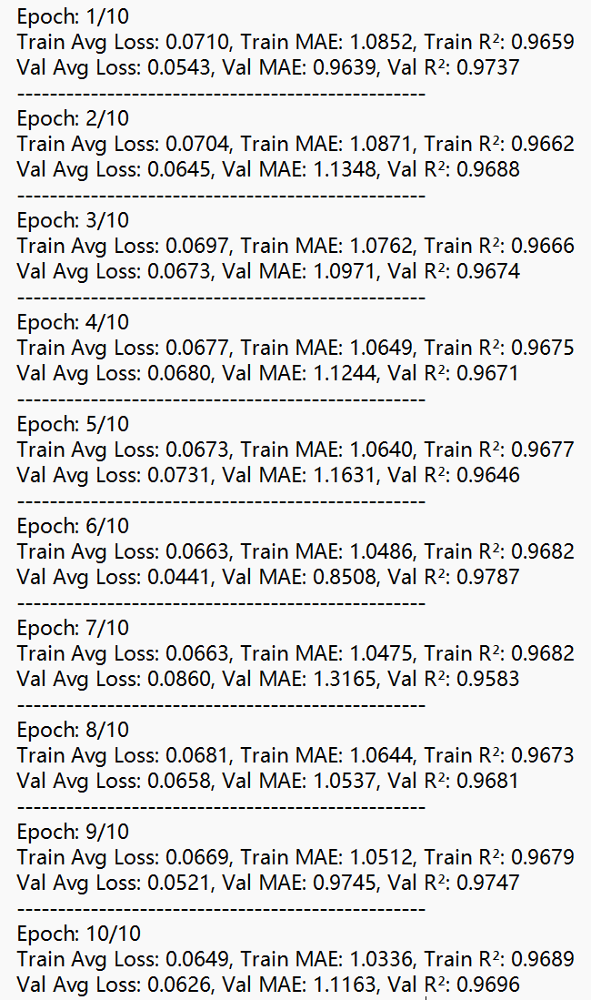 Epoch: 1/10
Train Avg Loss: 0.0710, Train MAE: 1.0852, Train R²: 0.9659
Val Avg Loss: 0.0543, Val MAE: 0.9639, Val R²: 0.9737
--------------------------------------------------
Epoch: 2/10
Train Avg Loss: 0.0704, Train MAE: 1.0871, Train R²: 0.9662
Val Avg Loss: 0.0645, Val MAE: 1.1348, Val R²: 0.9688
--------------------------------------------------
Epoch: 3/10
Train Avg Loss: 0.0697, Train MAE: 1.0762, Train R²: 0.9666
Val Avg Loss: 0.0673, Val MAE: 1.0971, Val R²: 0.9674
--------------------------------------------------
Epoch: 4/10
Train Avg Loss: 0.0677, Train MAE: 1.0649, Train R²: 0.9675
Val Avg Loss: 0.0680, Val MAE: 1.1244, Val R²: 0.9671
--------------------------------------------------
Epoch: 5/10
Train Avg Loss: 0.0673, Train MAE: 1.0640, Train R²: 0.9677
Val Avg Loss: 0.0731, Val MAE: 1.1631, Val R²: 0.9646
--------------------------------------------------
Epoch: 6/10
Train Avg Loss: 0.0663, Train MAE: 1.0486, Train R²: 0.9682
Val Avg Loss: 0.0441, Val MAE: 0.8508, Val R²: 0.9787
--------------------------------------------------
Epoch: 7/10
Train Avg Loss: 0.0663, Train MAE: 1.0475, Train R²: 0.9682
Val Avg Loss: 0.0860, Val MAE: 1.3165, Val R²: 0.9583
--------------------------------------------------
Epoch: 8/10
Train Avg Loss: 0.0681, Train MAE: 1.0644, Train R²: 0.9673
Val Avg Loss: 0.0658, Val MAE: 1.0537, Val R²: 0.9681
--------------------------------------------------
Epoch: 9/10
Train Avg Loss: 0.0669, Train MAE: 1.0512, Train R²: 0.9679
Val Avg Loss: 0.0521, Val MAE: 0.9745, Val R²: 0.9747
--------------------------------------------------
Epoch: 10/10
Train Avg Loss: 0.0649, Train MAE: 1.0336, Train R²: 0.9689
Val Avg Loss: 0.0626, Val MAE: 1.1163, Val R²: 0.9696